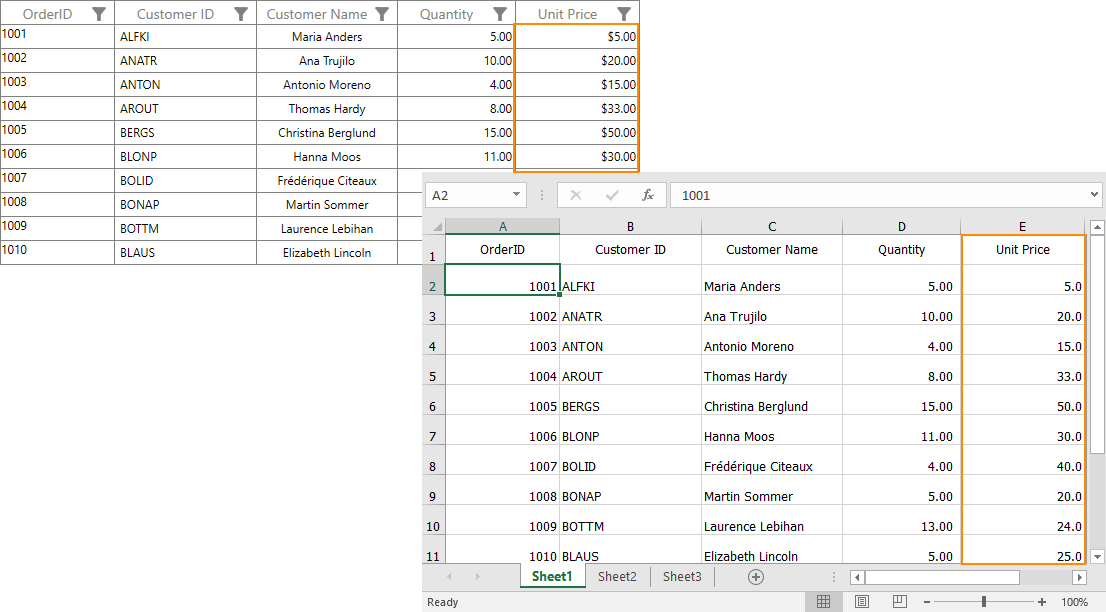 OrderID Customer ID Customer Name Quantity Unit Price
1001 ALFKI Maria Anders 5.00 $5.00
1002 ANATR Ana Trujilo 10.00 $20.00
1003 ANTON Antonio Moreno 4.00 $15.00
1004 AROUT Thomas Hardy 8.00 $33.00
1005 BERGS Christina Berglund 15.00 $50.00
1006 BLONP Hanna Moos 11.00 $30.00
1007 BOLID Frédérique Citeaux
1008 BONAP Martin Sommer
1009 BOTTM Laurence Lebihan
1010 BLAUS Elizabeth Lincoln
A2 fx 1001
A B C D E
1 OrderID Customer ID Customer Name Quantity Unit Price
2 1001 ALFKI Maria Anders 5.00 5.0
3 1002 ANATR Ana Trujilo 10.00 20.0
4 1003 ANTON Antonio Moreno 4.00 15.0
5 1004 AROUT Thomas Hardy 8.00 33.0
6 1005 BERGS Christina Berglund 15.00 50.0
7 1006 BLONP Hanna Moos 11.00 30.0
8 1007 BOLID Frédérique Citeaux 4.00 40.0
9 1008 BONAP Martin Sommer 5.00 20.0
10 1009 BOTTM Laurence Lebihan 13.00 24.0
11 1010 BLAUS Elizabeth Lincoln 5.00 25.0
Sheet1 Sheet2 Sheet3
Ready 100%